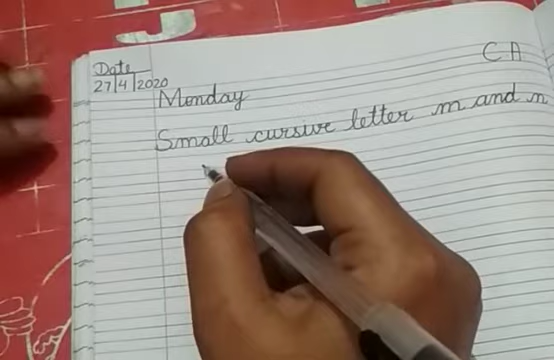 C A
Date
27/4/2020
Monday
Small cursive letter m and n